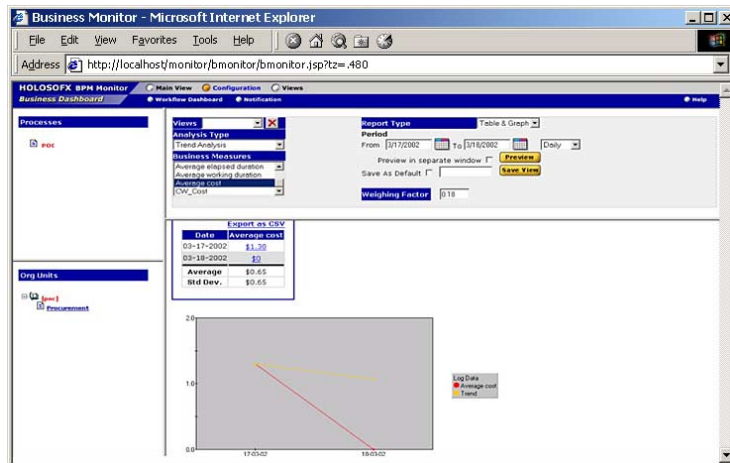 Business Monitor - Microsoft Internet Explorer
File Edit View Favorites Tools Help
Address http://localhost/monitor/bmonitor/bmonitor.jsp?tz=.480
HOLOSOFX BPM Monitor Main View Configuration Views
Business Dashboard Workflow Dashboard Notification Help
Processes
POC
Views
Analysis Type
Trend Analysis
Business Measures
Average elapsed duration
Average working duration
Average cost
CW_Cost
Report Type Table & Graph
Period
From 3/17/2002 To 3/18/2002 Daily
Preview in separate window Preview
Save As Default Save View
Weighing Factor 0.18
Export as CSV
Date Average cost
03-17-2002 $1.30
03-18-2002 $0
Average $0.65
Std Dev. $0.65
Org Units
[poc]
Procurement
2.0
1.0
0.0
17-03-02 18-03-02
Log Data
Average cost
Trend